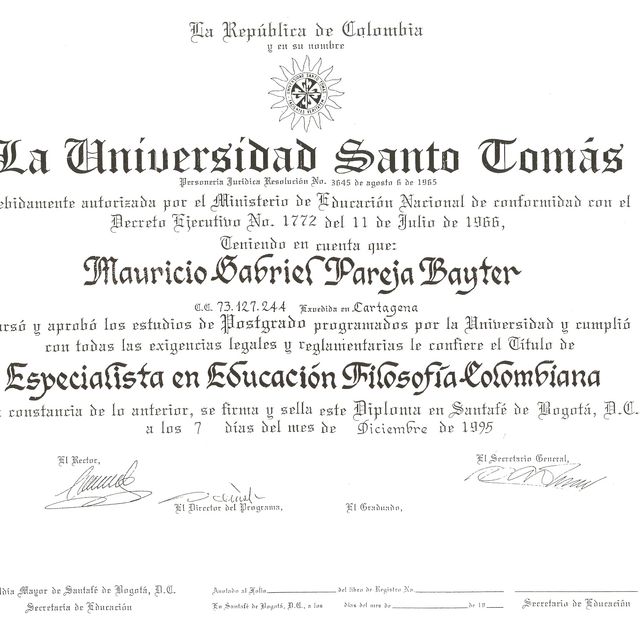 La República de Colombia
y en su nombre
La Universidad Santo Tomás
Personería Jurídica Resolución No. 3645 de agosto 6 de 1965
ebidamente autorizada por el Ministerio de Educación Nacional de conformidad con el
Decreto Ejecutivo No. 1772 del 11 de Julio de 1966,
Teniendo en cuenta que:
Mauricio Gabriel Pareja Bayter
C.C. 73.127.244 Expedida en Cartagena
ursó y aprobó los estudios de Postgrado programados por la Universidad y cumplió
con todas las exigencias legales y reglamentarias le confiere el Título de
Especialista en Educación Filosofía Colombiana
constancia de lo anterior, se firma y sella este Diploma en Santafé de Bogotá, D.C.
a los 7 días del mes de Diciembre de 1995
El Rector,
El Secretario General,
El Director del Programa,
El Graduado,
ldía Mayor de Santafé de Bogotá, D.C.
Secretaría de Educación
Anotado al Folio del libro de Registro No.
En Santafé de Bogotá, D.C., a los días del mes de de 19
Secretario de Educación